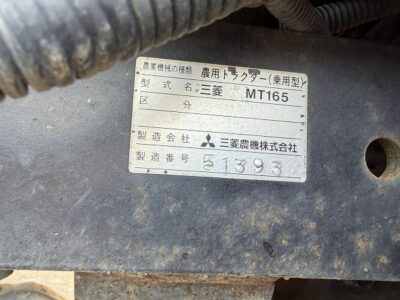 農業機械の種類 農用トラクター(乗用型)
型式名 三菱 MT165
区分
製造会社 三菱農機株式会社
製造番号 51393